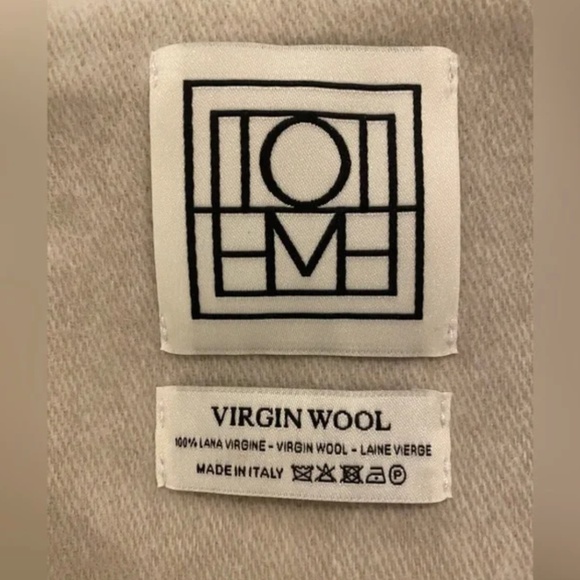 VIRGIN WOOL
100% LANA VIRGINE - VIRGIN WOOL - LAINE VIERGE
MADE IN ITALY Ⓟ